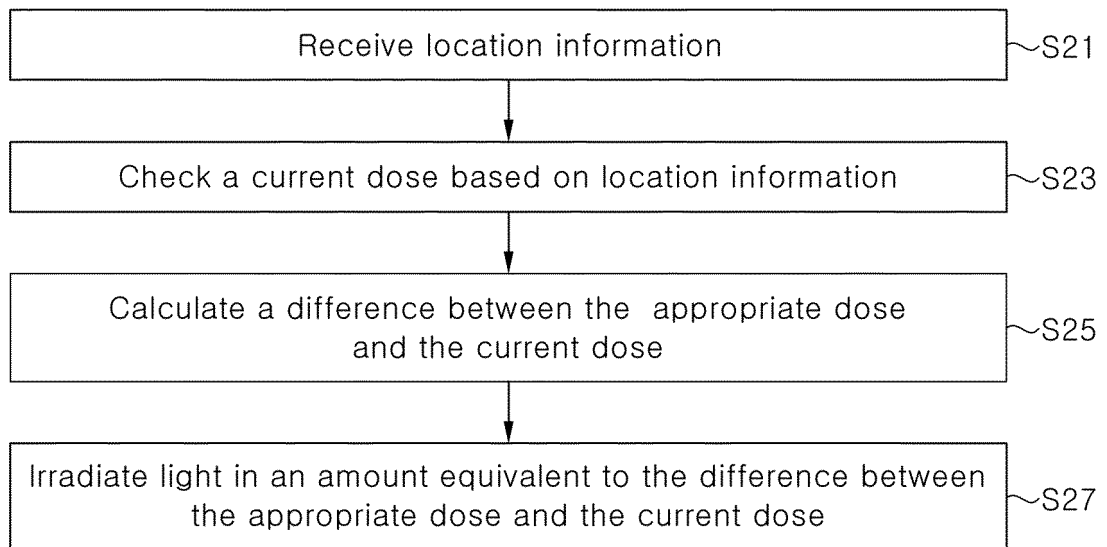 Receive location information
S21
Check a current dose based on location information
S23
Calculate a difference between the appropriate dose
and the current dose
S25
Irradiate light in an amount equivalent to the difference between
the appropriate dose and the current dose
S27